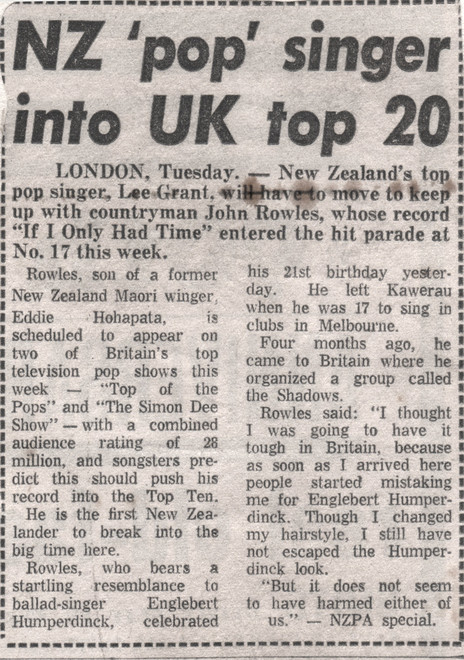 NZ 'pop' singer
into UK top 20
LONDON, Tuesday. — New Zealand's top
pop singer, Lee Grant, will have to move to keep
up with countryman John Rowles, whose record
"If I Only Had Time" entered the hit parade at
No. 17 this week.
Rowles, son of a former
New Zealand Maori winger,
Eddie Hohapata, is
scheduled to appear on
two of Britain's top
television pop shows this
week — "Top of the
Pops" and "The Simon Dee
Show" — with a combined
audience rating of 28
million, and songsters pre-
dict this should push his
record into the Top Ten.
He is the first New Zea-
lander to break into the
big time here.
Rowles, who bears a
startling resemblance to
ballad-singer Englebert
Humperdinck, celebrated
his 21st birthday yester-
day. He left Kawerau
when he was 17 to sing in
clubs in Melbourne.
Four months ago, he
came to Britain where he
organized a group called
the Shadows.
Rowles said: "I thought
I was going to have it
tough in Britain, because
as soon as I arrived here
people started mistaking
me for Englebert Humper-
dinck. Though I changed
my hairstyle, I still have
not escaped the Humper-
dinck look.
"But it does not seem
to have harmed either of
us." — NZPA special.